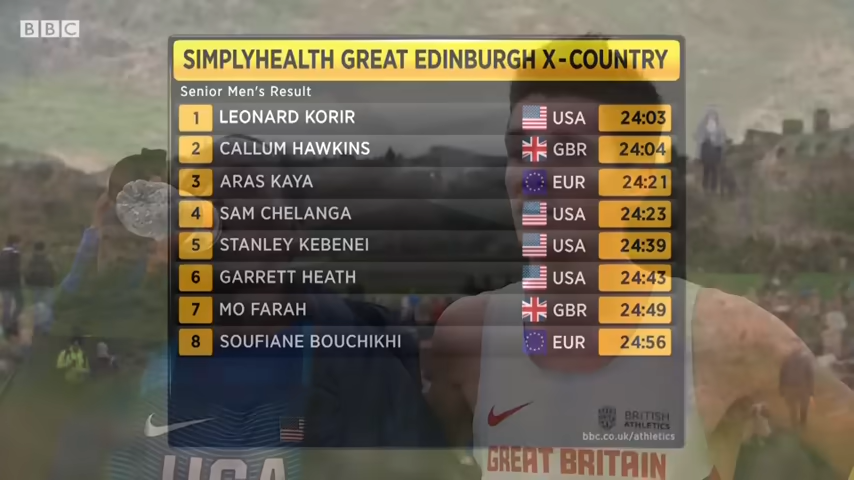 BBC
SIMPLYHEALTH GREAT EDINBURGH X-COUNTRY
Senior Men's Result
1 LEONARD KORIR USA 24:03
2 CALLUM HAWKINS GBR 24:04
3 ARAS KAYA EUR 24:21
4 SAM CHELANGA USA 24:23
5 STANLEY KEBENEI USA 24:39
6 GARRETT HEATH USA 24:43
7 MO FARAH GBR 24:49
8 SOUFIANE BOUCHIKHI EUR 24:56
BRITISH
ATHLETICS
bbc.co.uk/athletics
USA
GREAT BRITAIN